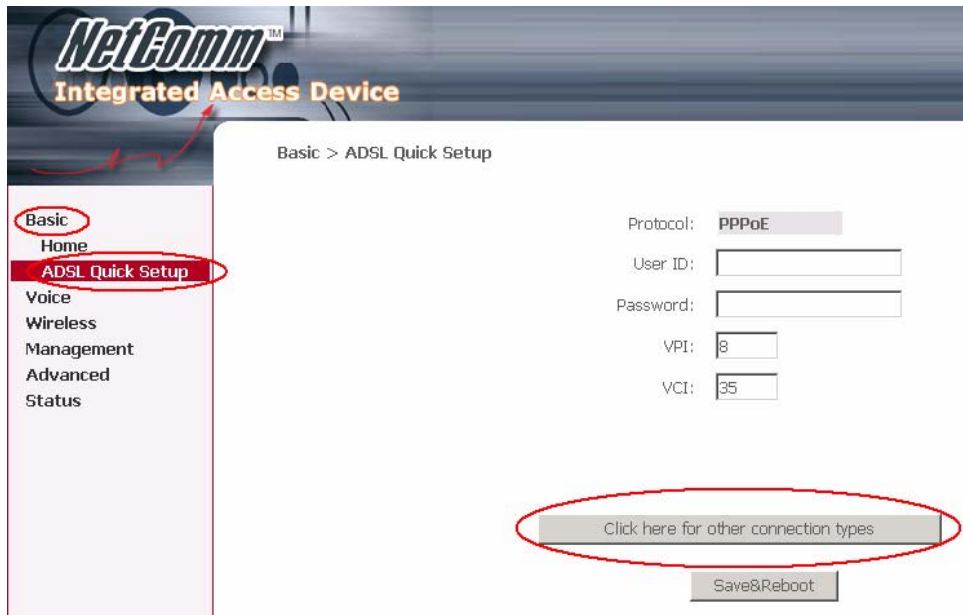 NetComm™
Integrated Access Device
Basic > ADSL Quick Setup
Basic
Home
ADSL Quick Setup
Voice
Wireless
Management
Advanced
Status
Protocol: PPPoE
User ID:
Password:
VPI: 8
VCI: 35
Click here for other connection types
Save&Reboot